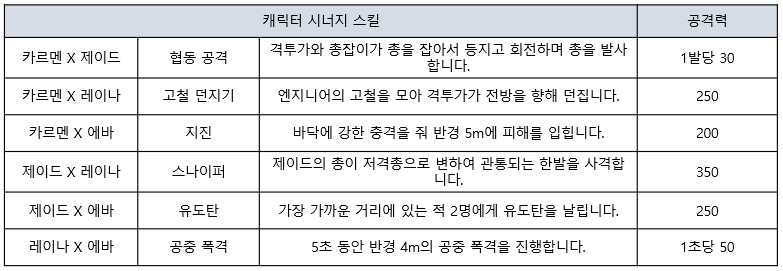 캐릭터 시너지 스킬 공격력
카르멘 X 제이드 협동 공격 격투가와 총잡이가 총을 잡아서 등지고 회전하며 총을 발사
합니다. 1발당 30
카르멘 X 레이나 고철 던지기 엔지니어의 고철을 모아 격투가가 전방을 향해 던집니다. 250
카르멘 X 에바 지진 바닥에 강한 충격을 줘 반경 5m에 피해를 입힙니다. 200
제이드 X 레이나 스나이퍼 제이드의 총이 저격총으로 변하여 관통되는 한발을 사격합
니다. 350
제이드 X 에바 유도탄 가장 가까운 거리에 있는 적 2명에게 유도탄을 날립니다. 250
레이나 X 에바 공중 폭격 5초 동안 반경 4m의 공중 폭격을 진행합니다. 1초당 50